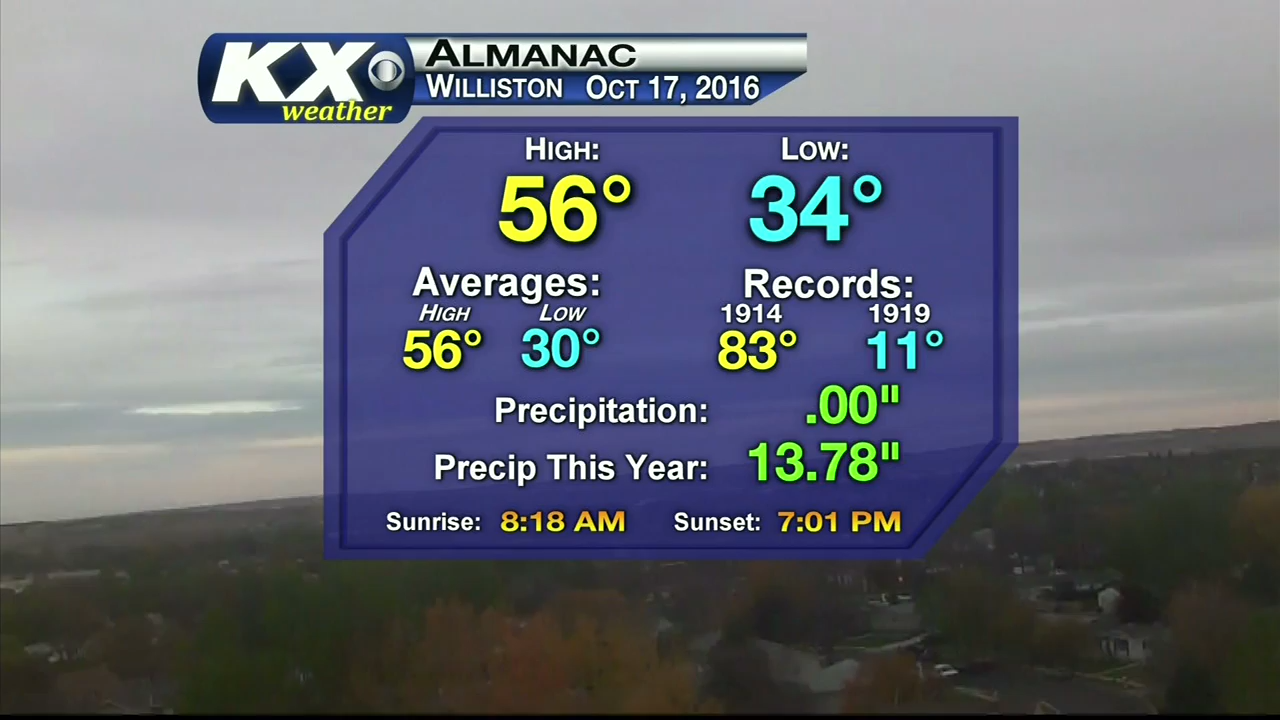 KX
weather
ALMANAC
WILLISTON OCT 17, 2016
HIGH: LOW:
56° 34°
Averages: Records:
HIGH LOW 1914 1919
56° 30° 83° 11°
Precipitation: .00"
Precip This Year: 13.78"
Sunrise: 8:18 AM Sunset: 7:01 PM